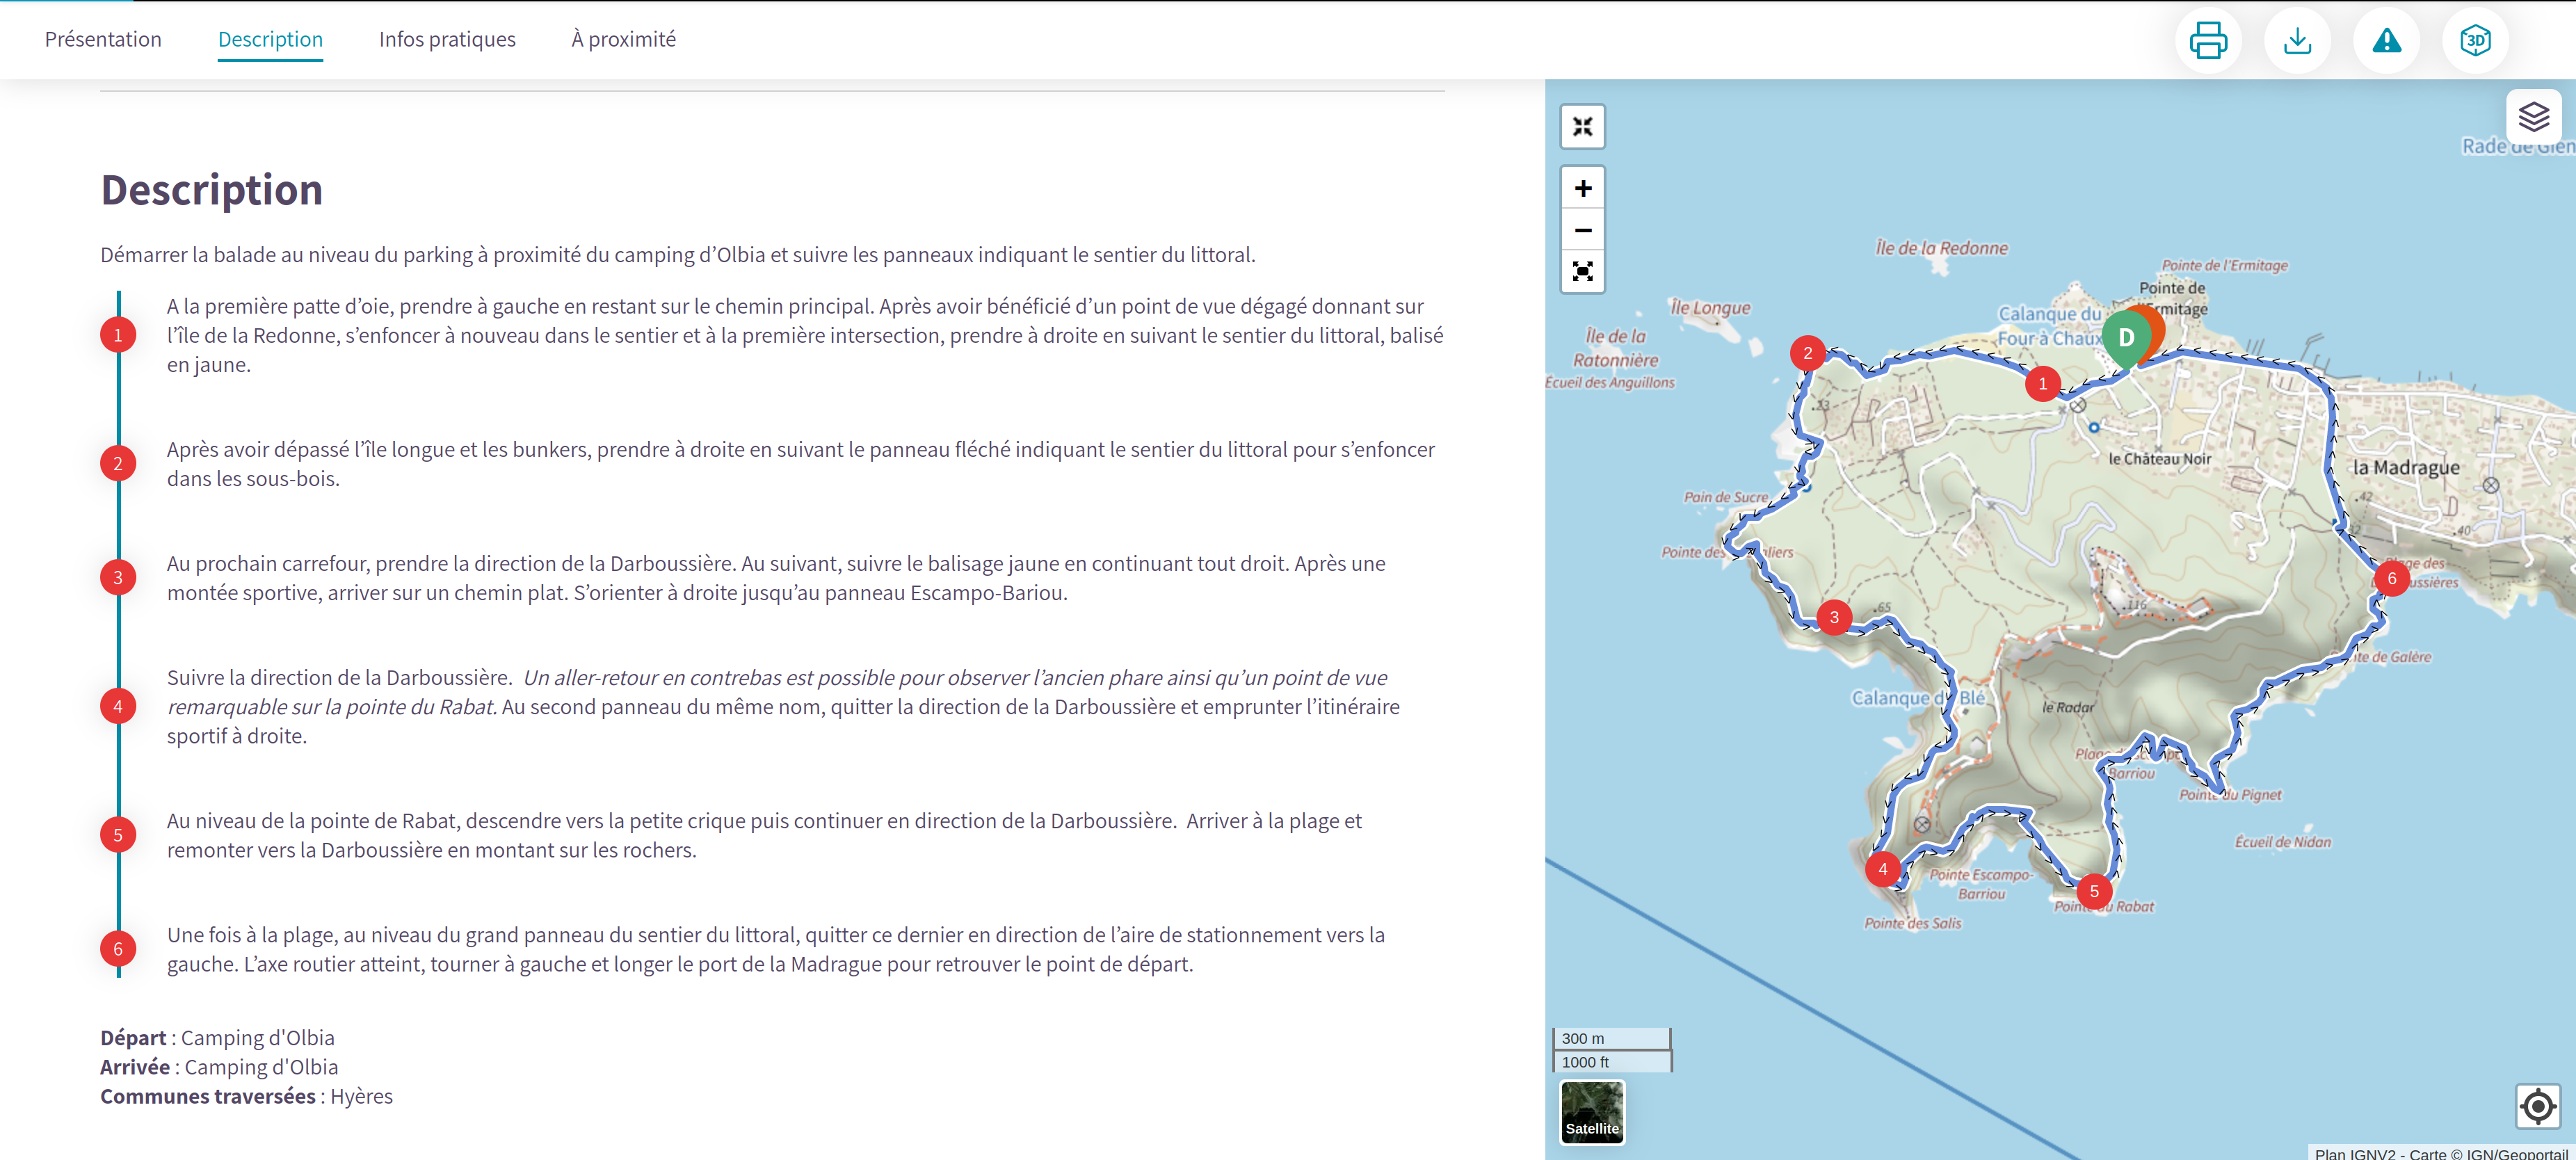 Présentation
Description
Infos pratiques
À proximité
3D
Description
Démarrer la balade au niveau du parking à proximité du camping d’Olbia et suivre les panneaux indiquant le sentier du littoral.
1
A la première patte d’oie, prendre à gauche en restant sur le chemin principal. Après avoir bénéficié d’un point de vue dégagé donnant sur
l’île de la Redonne, s’enfoncer à nouveau dans le sentier et à la première intersection, prendre à droite en suivant le sentier du littoral, balisé
en jaune.
2
Après avoir dépassé l’île longue et les bunkers, prendre à droite en suivant le panneau fléché indiquant le sentier du littoral pour s’enfoncer
dans les sous-bois.
3
Au prochain carrefour, prendre la direction de la Darboussière. Au suivant, suivre le balisage jaune en continuant tout droit. Après une
montée sportive, arriver sur un chemin plat. S’orienter à droite jusqu’au panneau Escampo-Bariou.
4
Suivre la direction de la Darboussière. Un aller-retour en contrebas est possible pour observer l’ancien phare ainsi qu’un point de vue
remarquable sur la pointe du Rabat. Au second panneau du même nom, quitter la direction de la Darboussière et emprunter l’itinéraire
sportif à droite.
5
Au niveau de la pointe de Rabat, descendre vers la petite crique puis continuer en direction de la Darboussière. Arriver à la plage et
remonter vers la Darboussière en montant sur les rochers.
6
Une fois à la plage, au niveau du grand panneau du sentier du littoral, quitter ce dernier en direction de l’aire de stationnement vers la
gauche. L’axe routier atteint, tourner à gauche et longer le port de la Madrague pour retrouver le point de départ.
Départ : Camping d'Olbia
Arrivée : Camping d'Olbia
Communes traversées : Hyères
+
−
Rade de Gien
Île de la Redonne
Pointe de l'Ermitage
Pointe de
Île Longue
Calanque du
Four à Chaux
D
Île de la
Ratonnière
Écueil des Anguillons
2
1
.23
le Château Noir
la Madrague
.42
Pain de Sucre
.40
Pointe des
6
.116
3
.65
Calanque du Blé
le Radar
Barriou
Pointe du Pignet
Écueil de Nidan
4
Pointe Escampo-
Barriou
5
Pointe du Rabat
Pointe des Salis
300 m
1000 ft
Satellite
Plan IGNV2 - Carte © IGN/Geoportail